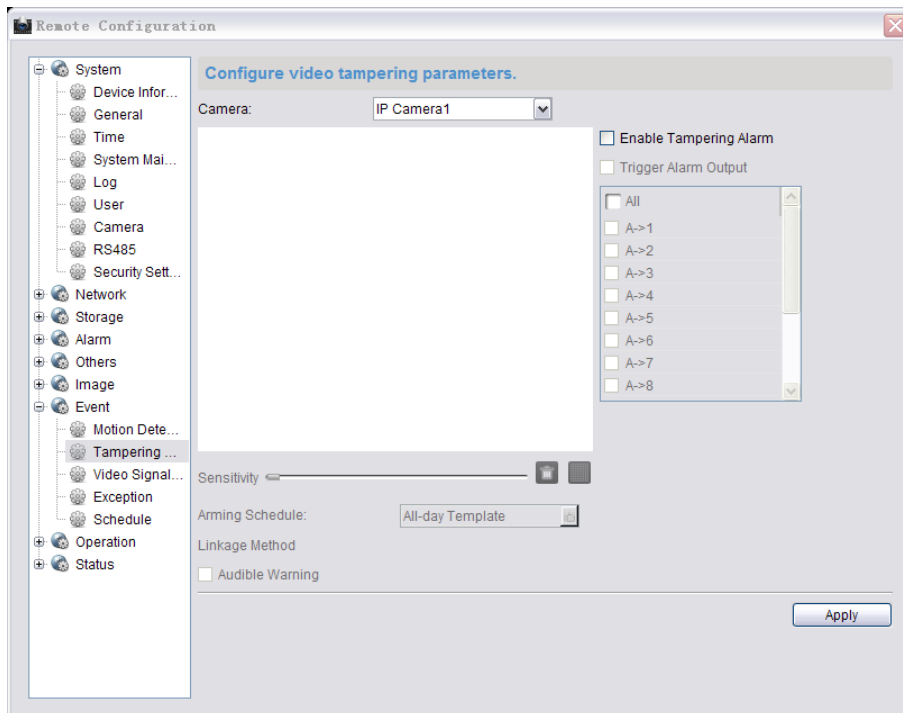 Remote Configuration
System
Device Infor...
General
Time
System Mai...
Log
User
Camera
RS485
Security Sett...
Network
Storage
Alarm
Others
Image
Event
Motion Dete...
Tampering ...
Video Signal...
Exception
Schedule
Operation
Status
Configure video tampering parameters.
Camera: IP Camera1
Enable Tampering Alarm
Trigger Alarm Output
All
A->1
A->2
A->3
A->4
A->5
A->6
A->7
A->8
Sensitivity
Arming Schedule: All-day Template
Linkage Method
Audible Warning
Apply